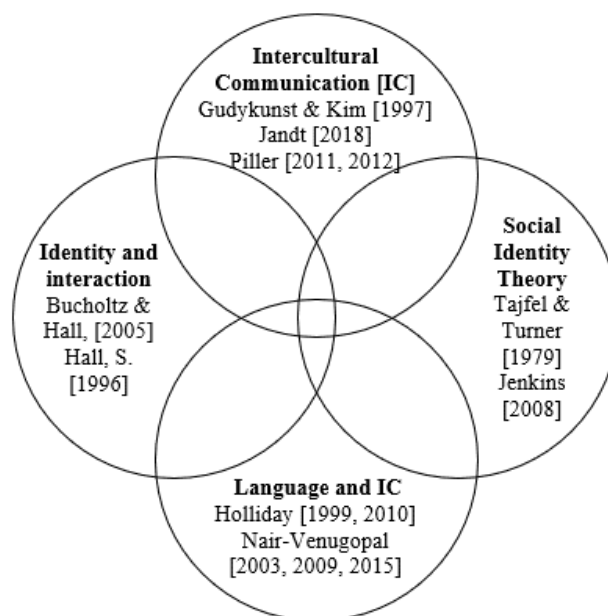 Intercultural
Communication [IC]
Gudykunst & Kim [1997]
Jandt [2018]
Piller [2011, 2012]
Identity and
interaction
Bucholtz &
Hall, [2005]
Hall, S.
[1996]
Social
Identity
Theory
Tajfel &
Turner
[1979]
Jenkins
[2008]
Language and IC
Holliday [1999, 2010]
Nair-Venugopal
[2003, 2009, 2015]